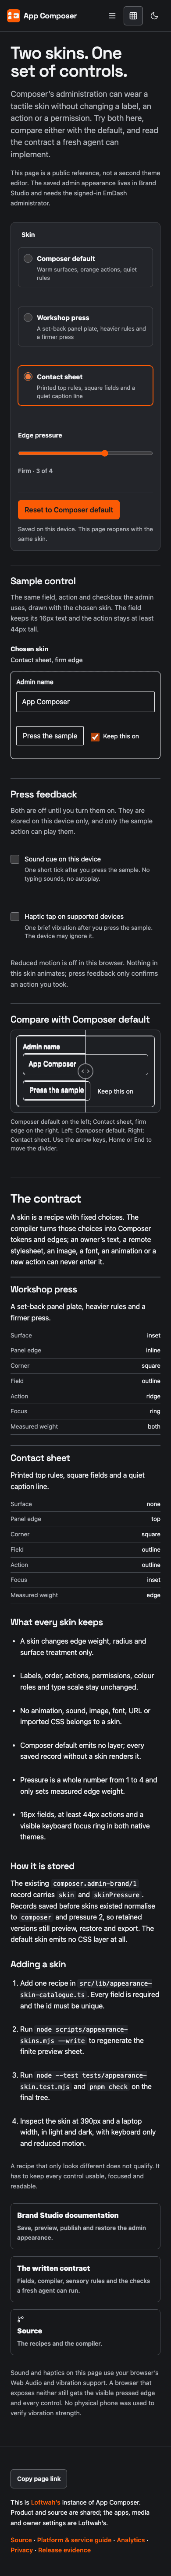 App Composer
Two skins. One
set of controls.
Composer's administration can wear a
tactile skin without changing a label, an
action or a permission. Try both here,
compare either with the default, and read
the contract a fresh agent can
implement.
This page is a public reference, not a second theme
editor. The saved admin appearance lives in Brand
Studio and needs the signed-in EmDash
administrator.
Skin
Composer default
Warm surfaces, orange actions, quiet
rules
Workshop press
A set-back panel plate, heavier rules and
a firmer press
Contact sheet
Printed top rules, square fields and a
quiet caption line
Edge pressure
Firm · 3 of 4
Reset to Composer default
Saved on this device. This page reopens with the
same skin.
Sample control
The same field, action and checkbox the admin
uses, drawn with the chosen skin. The field
keeps its 16px text and the action stays at least
44px tall.
Chosen skin
Contact sheet, firm edge
Admin name
App Composer
Press the sample
Keep this on
Press feedback
Both are off until you turn them on. They are
stored on this device only, and only the sample
action can play them.
Sound cue on this device
One short tick after you press the sample. No
typing sounds, no autoplay.
Haptic tap on supported devices
One brief vibration after you press the sample.
The device may ignore it.
Reduced motion is off in this browser. Nothing in
this skin animates; press feedback only confirms
an action you took.
Compare with Composer default
Admin name
App Composer
Press the sample
Keep this on
Composer default on the left; Contact sheet, firm
edge on the right. Left: Composer default. Right:
Contact sheet. Use the arrow keys, Home or End to
move the divider.
The contract
A skin is a recipe with fixed choices. The
compiler turns those choices into Composer
tokens and edges; an owner's text, a remote
stylesheet, an image, a font, an animation or a
new action can never enter it.
Workshop press
A set-back panel plate, heavier rules and a
firmer press.
Surface inset
Panel edge inline
Corner square
Field outline
Action ridge
Focus ring
Measured weight both
Contact sheet
Printed top rules, square fields and a quiet
caption line.
Surface none
Panel edge top
Corner square
Field outline
Action outline
Focus inset
Measured weight edge
What every skin keeps
• A skin changes edge weight, radius and
surface treatment only.
• Labels, order, actions, permissions, colour
roles and type scale stay unchanged.
• No animation, sound, image, font, URL or
imported CSS belongs to a skin.
• Composer default emits no layer; every
saved record without a skin renders it.
• Pressure is a whole number from 1 to 4 and
only sets measured edge weight.
• 16px fields, at least 44px actions and a
visible keyboard focus ring in both native
themes.
How it is stored
The existing composer.admin-brand/1
record carries skin and skinPressure.
Records saved before skins existed normalise
to composer and pressure 2, so retained
versions still preview, restore and export. The
default skin emits no CSS layer at all.
Adding a skin
1. Add one recipe in src/lib/appearance-
skin-catalogue.ts. Every field is required
and the id must be unique.
2. Run node scripts/appearance-
skins.mjs --write to regenerate the
finite preview sheet.
3. Run node --test tests/appearance-
skin.test.mjs and pnpm check on the
final tree.
4. Inspect the skin at 390px and a laptop
width, in light and dark, with keyboard only
and reduced motion.
A recipe that only looks different does not qualify. It
has to keep every control usable, focused and
readable.
Brand Studio documentation
Save, preview, publish and restore the admin
appearance.
The written contract
Fields, compiler, sensory rules and the checks
a fresh agent can run.
Source
The recipes and the compiler.
Sound and haptics on this page use your browser's
Web Audio and vibration support. A browser that
exposes neither still gets the visible pressed edge
and every control. No physical phone was used to
verify vibration strength.
Copy page link
This is Loftwah's instance of App Composer.
Product and source are shared; the apps, media
and owner settings are Loftwah's.
Source · Platform & service guide · Analytics ·
Privacy · Release evidence